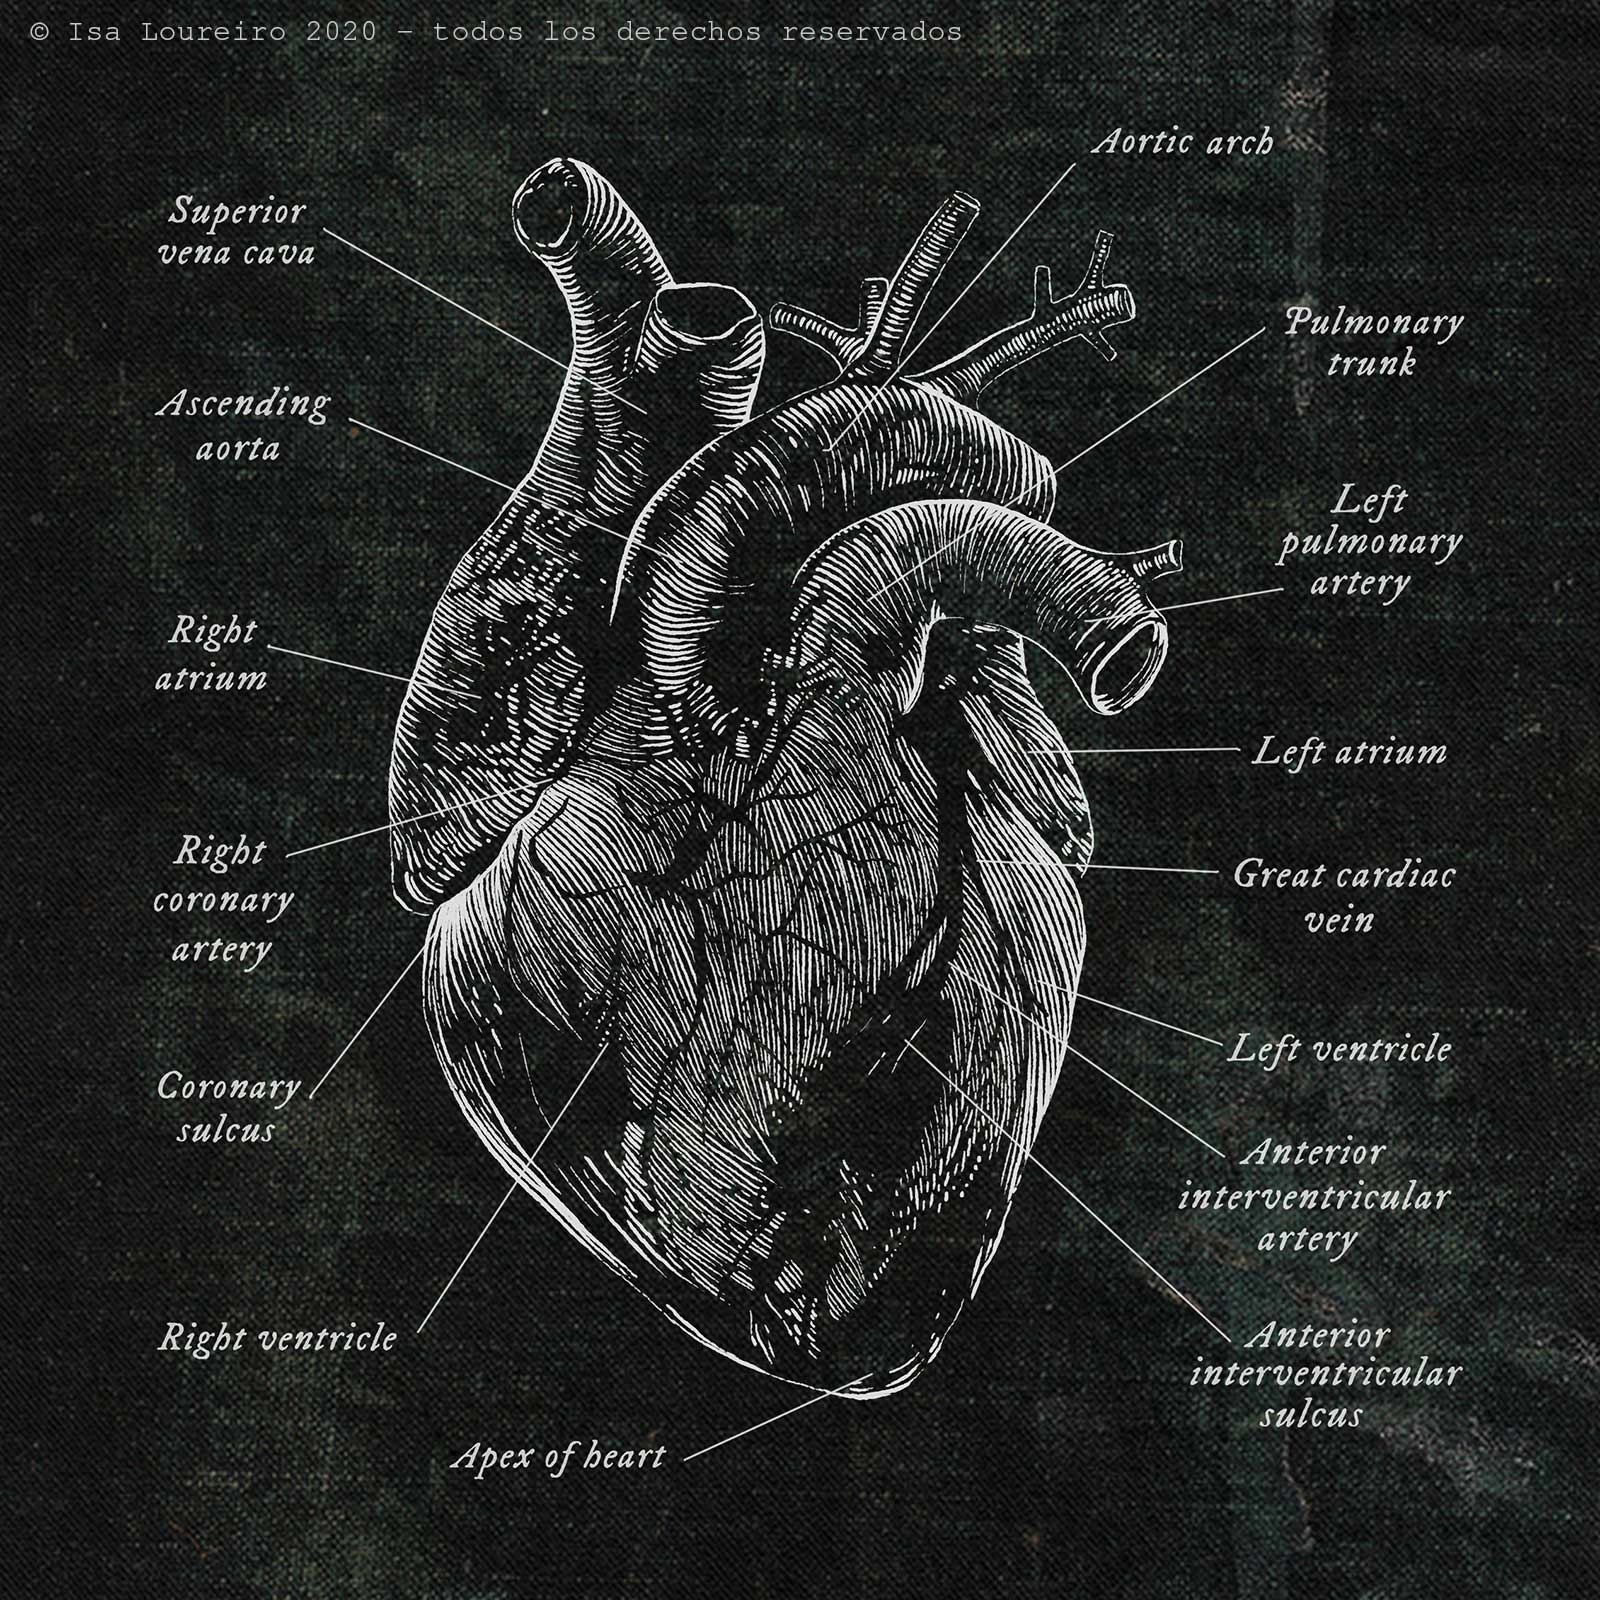 © Isa Loureiro 2020 – todos los derechos reservados
Aortic arch
Superior
vena cava
Pulmonary
trunk
Ascending
aorta
Left
pulmonary
artery
Right
atrium
Left atrium
Right
coronary
artery
Great cardiac
vein
Left ventricle
Coronary
sulcus
Anterior
interventricular
artery
Right ventricle
Anterior
interventricular
sulcus
Apex of heart